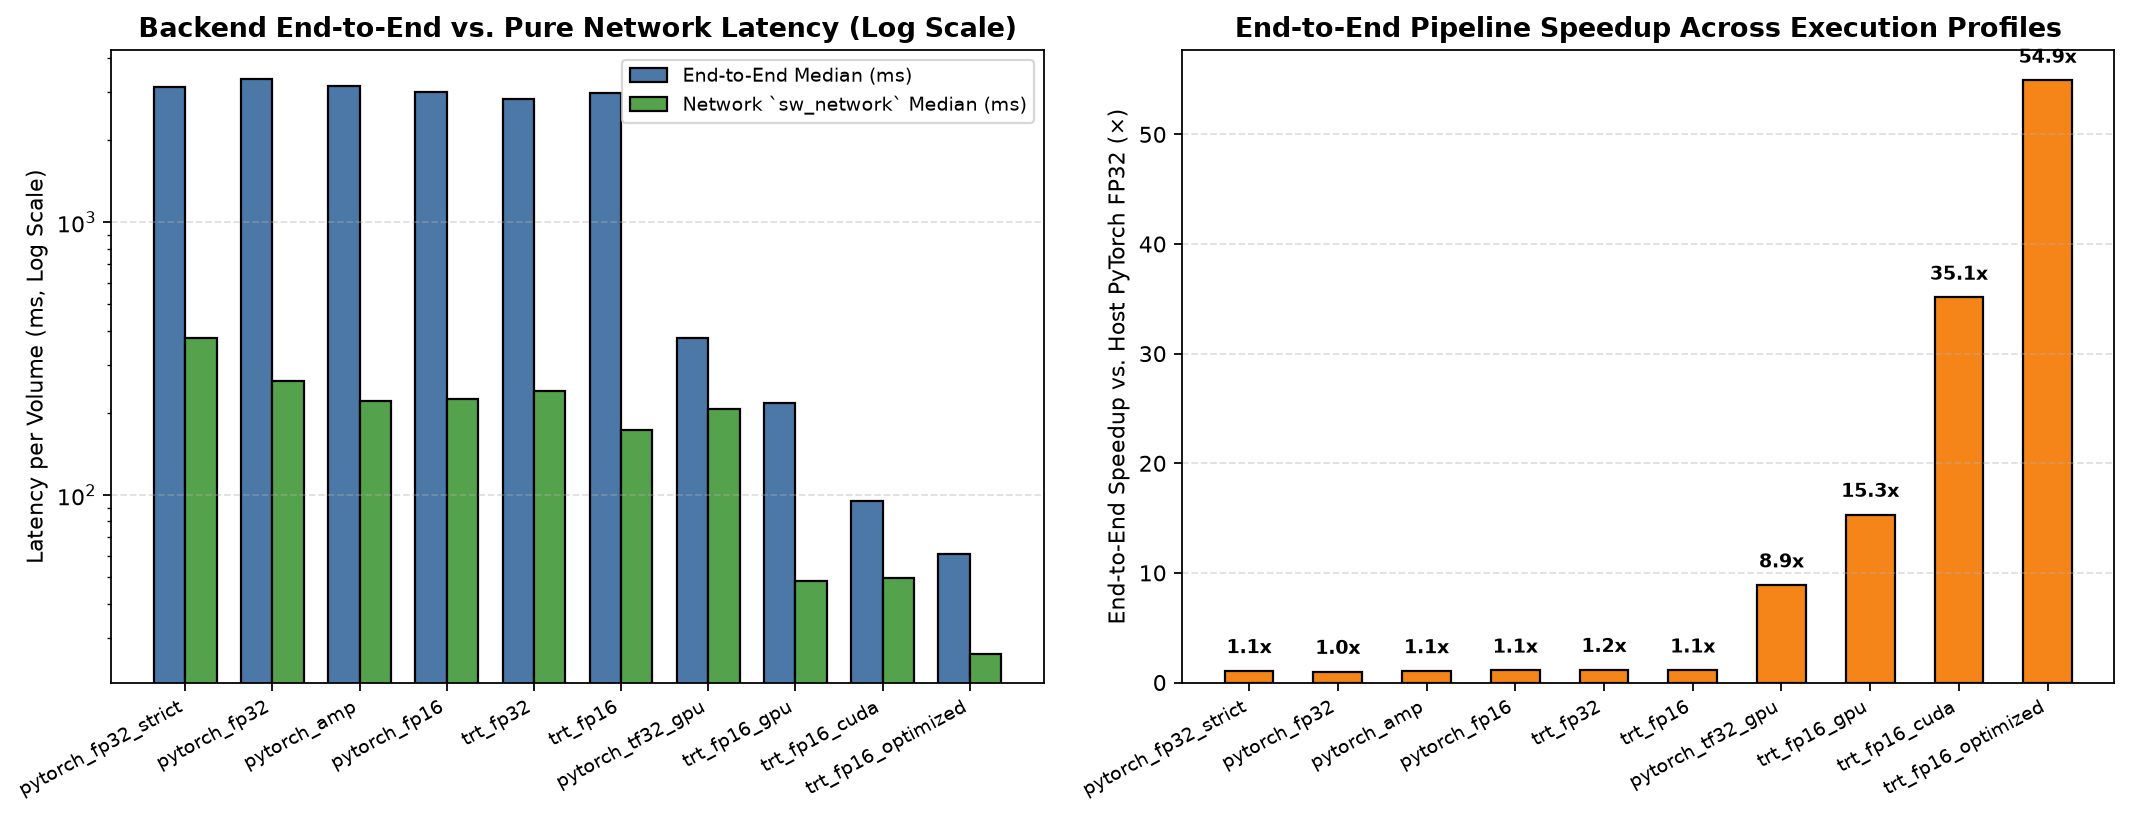 Backend End-to-End vs. Pure Network Latency (Log Scale)
End-to-End Median (ms)
Network `sw_network` Median (ms)
Latency per Volume (ms, Log Scale)
10³
10²
pytorch_fp32_strict
pytorch_fp32
pytorch_amp
pytorch_fp16
trt_fp32
trt_fp16
pytorch_tf32_gpu
trt_fp16_gpu
trt_fp16_cuda
trt_fp16_optimized
End-to-End Pipeline Speedup Across Execution Profiles
End-to-End Speedup vs. Host PyTorch FP32 (×)
50
40
30
20
10
0
1.1x
1.0x
1.1x
1.1x
1.2x
1.1x
8.9x
15.3x
35.1x
54.9x
pytorch_fp32_strict
pytorch_fp32
pytorch_amp
pytorch_fp16
trt_fp32
trt_fp16
pytorch_tf32_gpu
trt_fp16_gpu
trt_fp16_cuda
trt_fp16_optimized